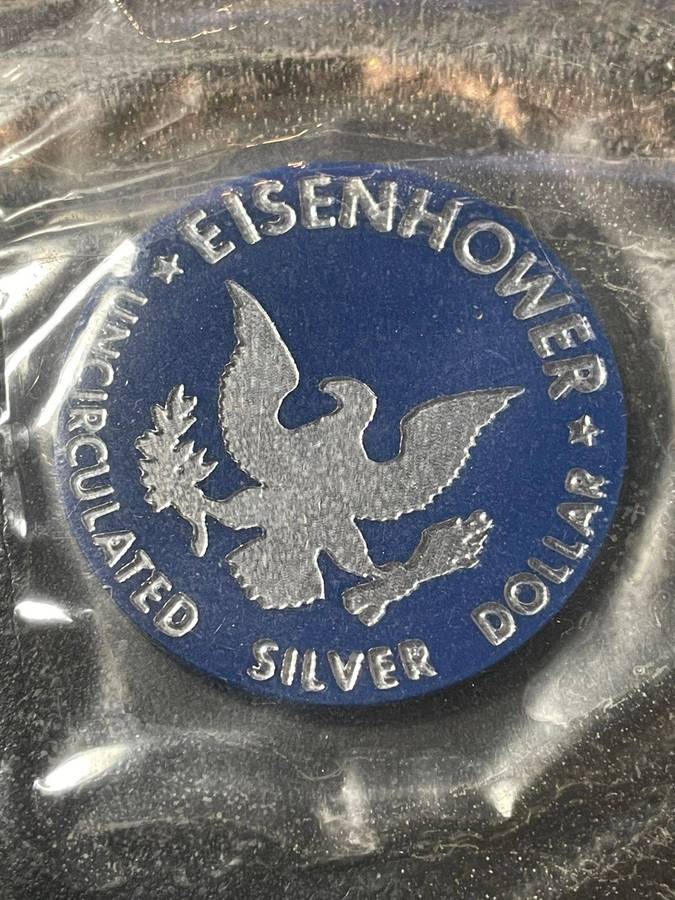 ★ EISENHOWER ★
UNCIRCULATED SILVER DOLLAR